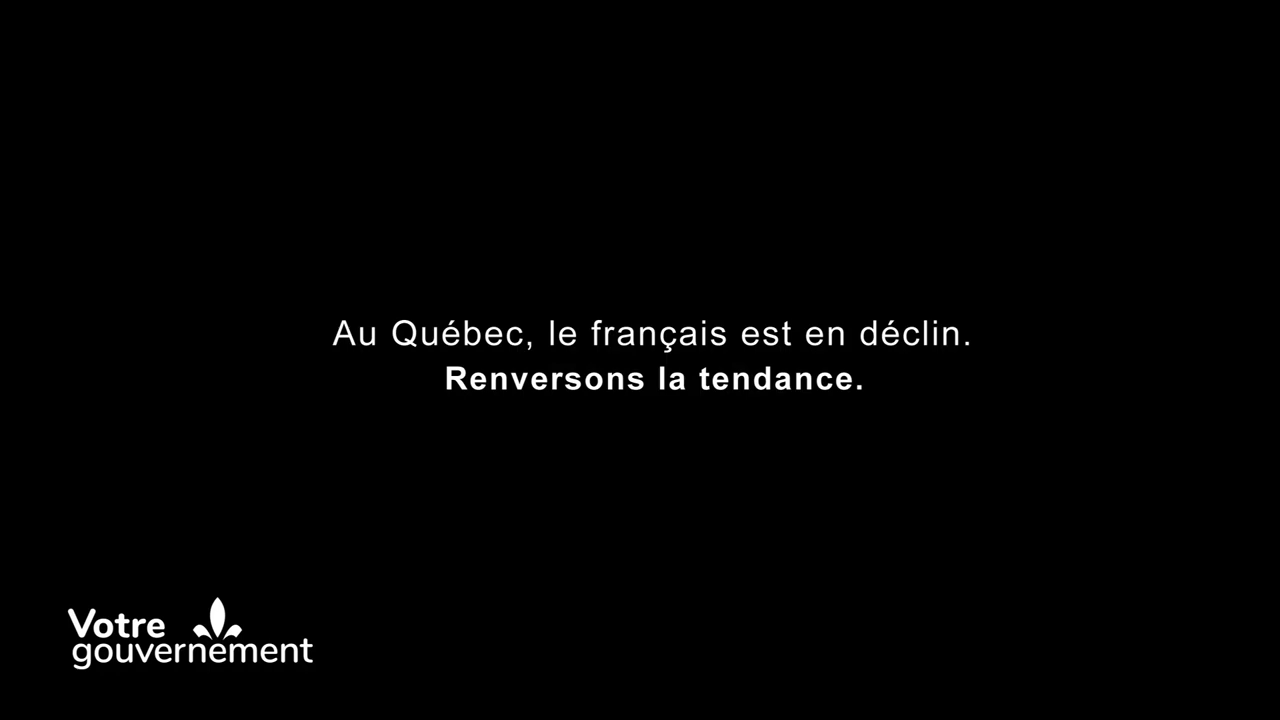 Au Québec, le français est en déclin.
Renversons la tendance.
Votre
gouvernement